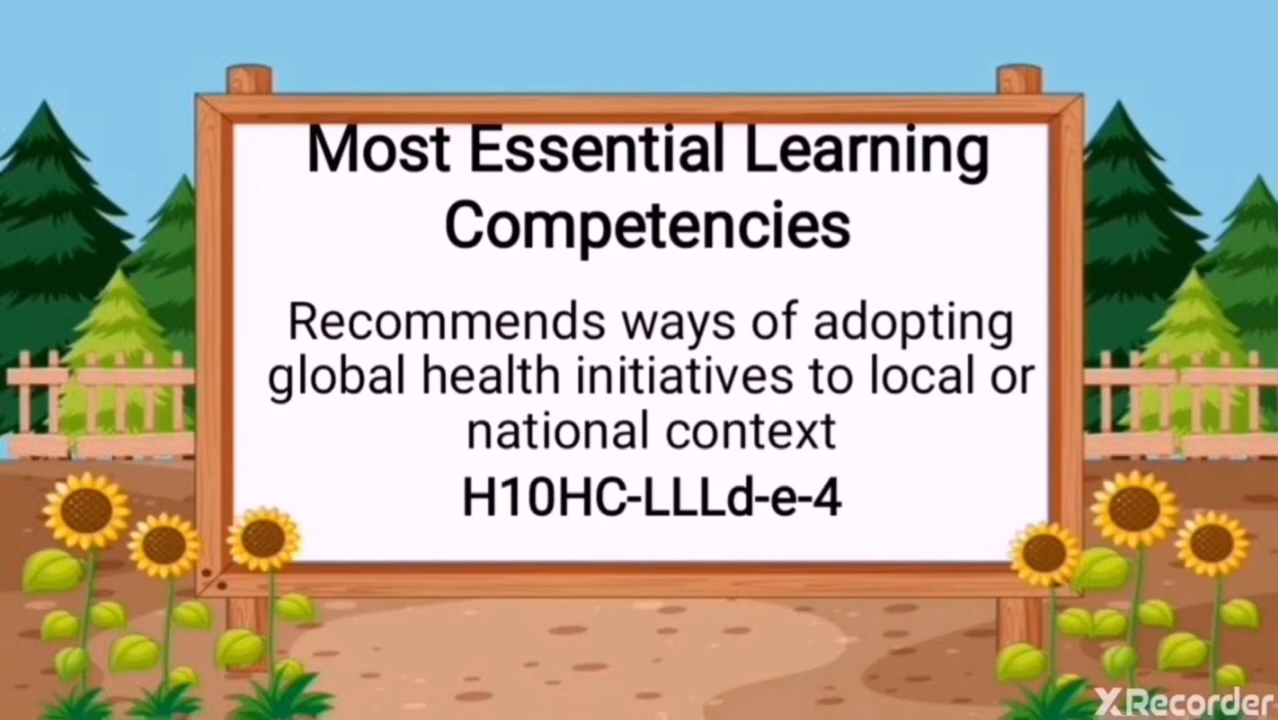 Most Essential Learning
Competencies
Recommends ways of adopting
global health initiatives to local or
national context
H10HC-LLLd-e-4
XRecorder